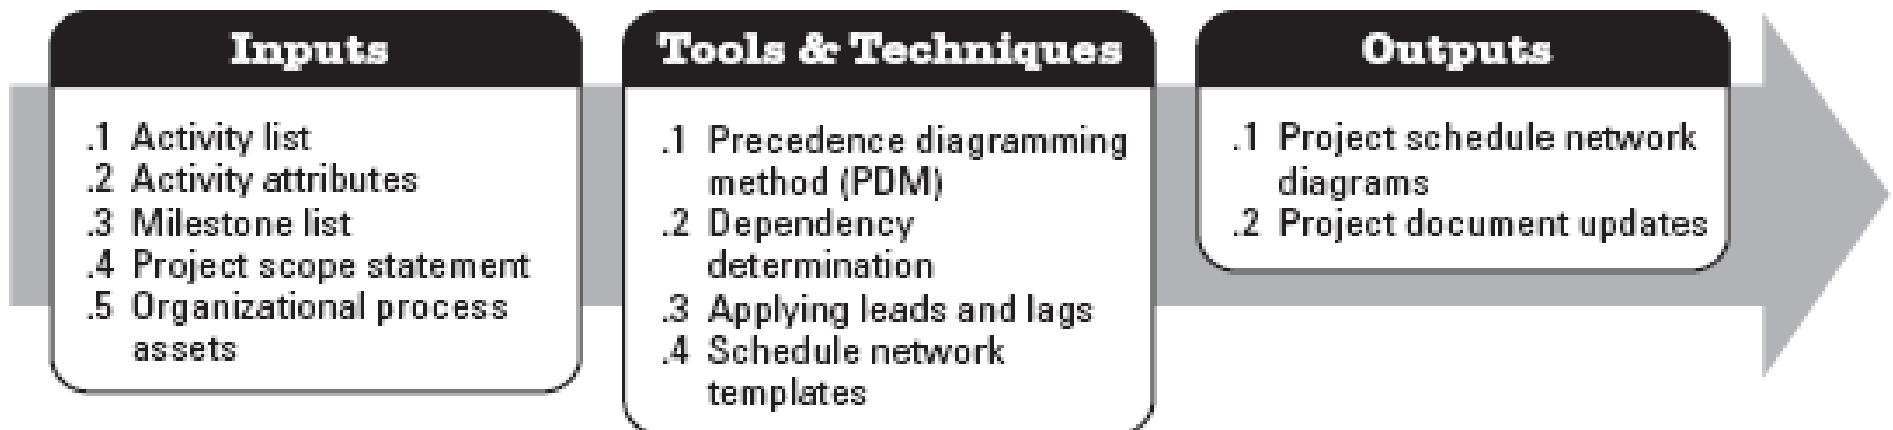 Inputs
.1 Activity list
.2 Activity attributes
.3 Milestone list
.4 Project scope statement
.5 Organizational process
assets
Tools & Techniques
.1 Precedence diagramming
method (PDM)
.2 Dependency
determination
.3 Applying leads and lags
.4 Schedule network
templates
Outputs
.1 Project schedule network
diagrams
.2 Project document updates